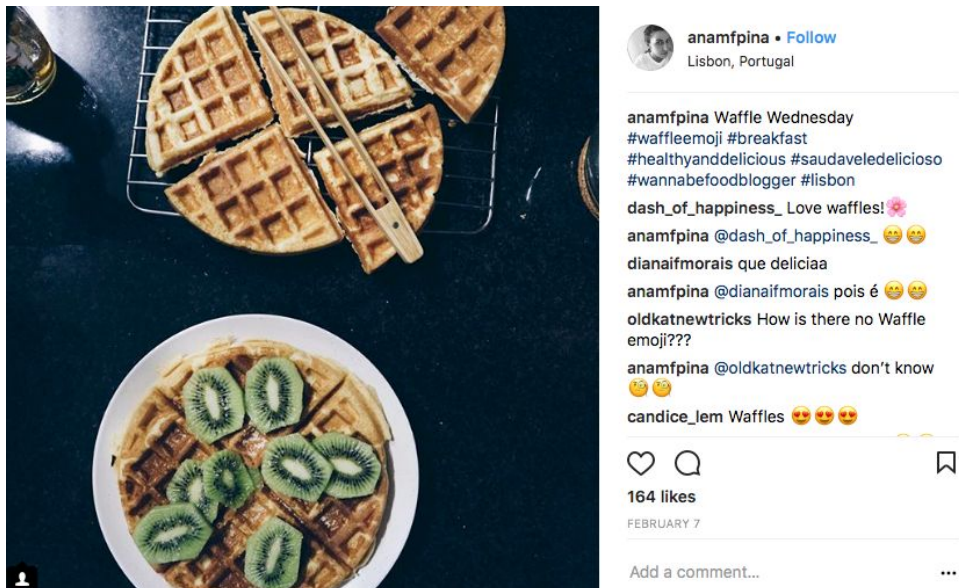 anamfpina • Follow
Lisbon, Portugal
anamfpina Waffle Wednesday
#waffleemoji #breakfast
#healthyanddelicious #saudaveledelicioso
#wannabefoodblogger #lisbon
dash_of_happiness_ Love waffles!🌸
anamfpina @dash_of_happiness_ 😁😁
dianaifmorais que deliciaa
anamfpina @dianaifmorais pois é 😁😁
oldkatnewtricks How is there no Waffle
emoji???
anamfpina @oldkatnewtricks don't know
🧐🧐
candice_lem Waffles 😍😍😍
164 likes
FEBRUARY 7
Add a comment...